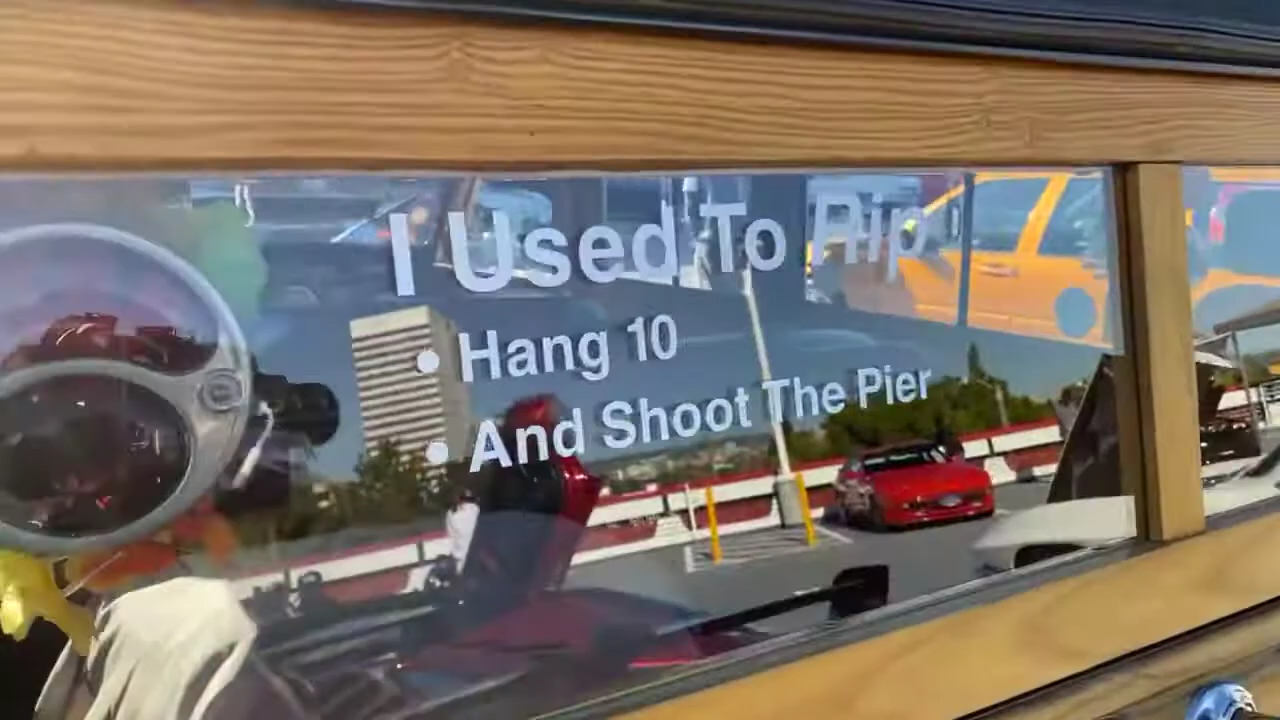 I Used To Rip
• Hang 10
• And Shoot The Pier